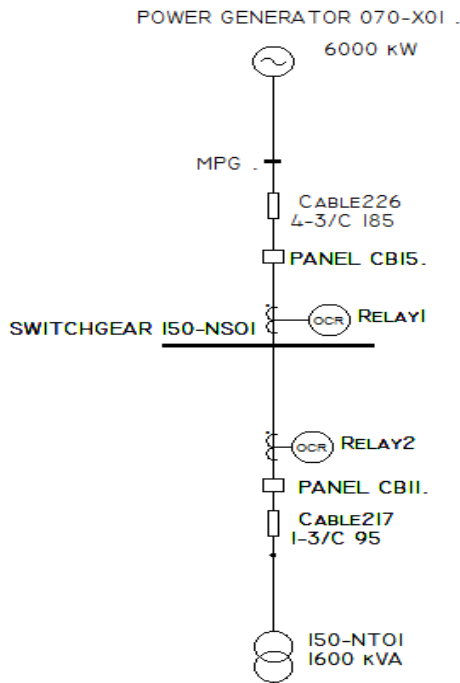 POWER GENERATOR 070-X01 .
6000 KW
MPG .
CABLE226
4-3/C 185
PANEL CB15.
OCR RELAY1
SWITCHGEAR 150-NS01
OCR RELAY2
PANEL CB11.
CABLE217
1-3/C 95
150-NT01
1600 KVA